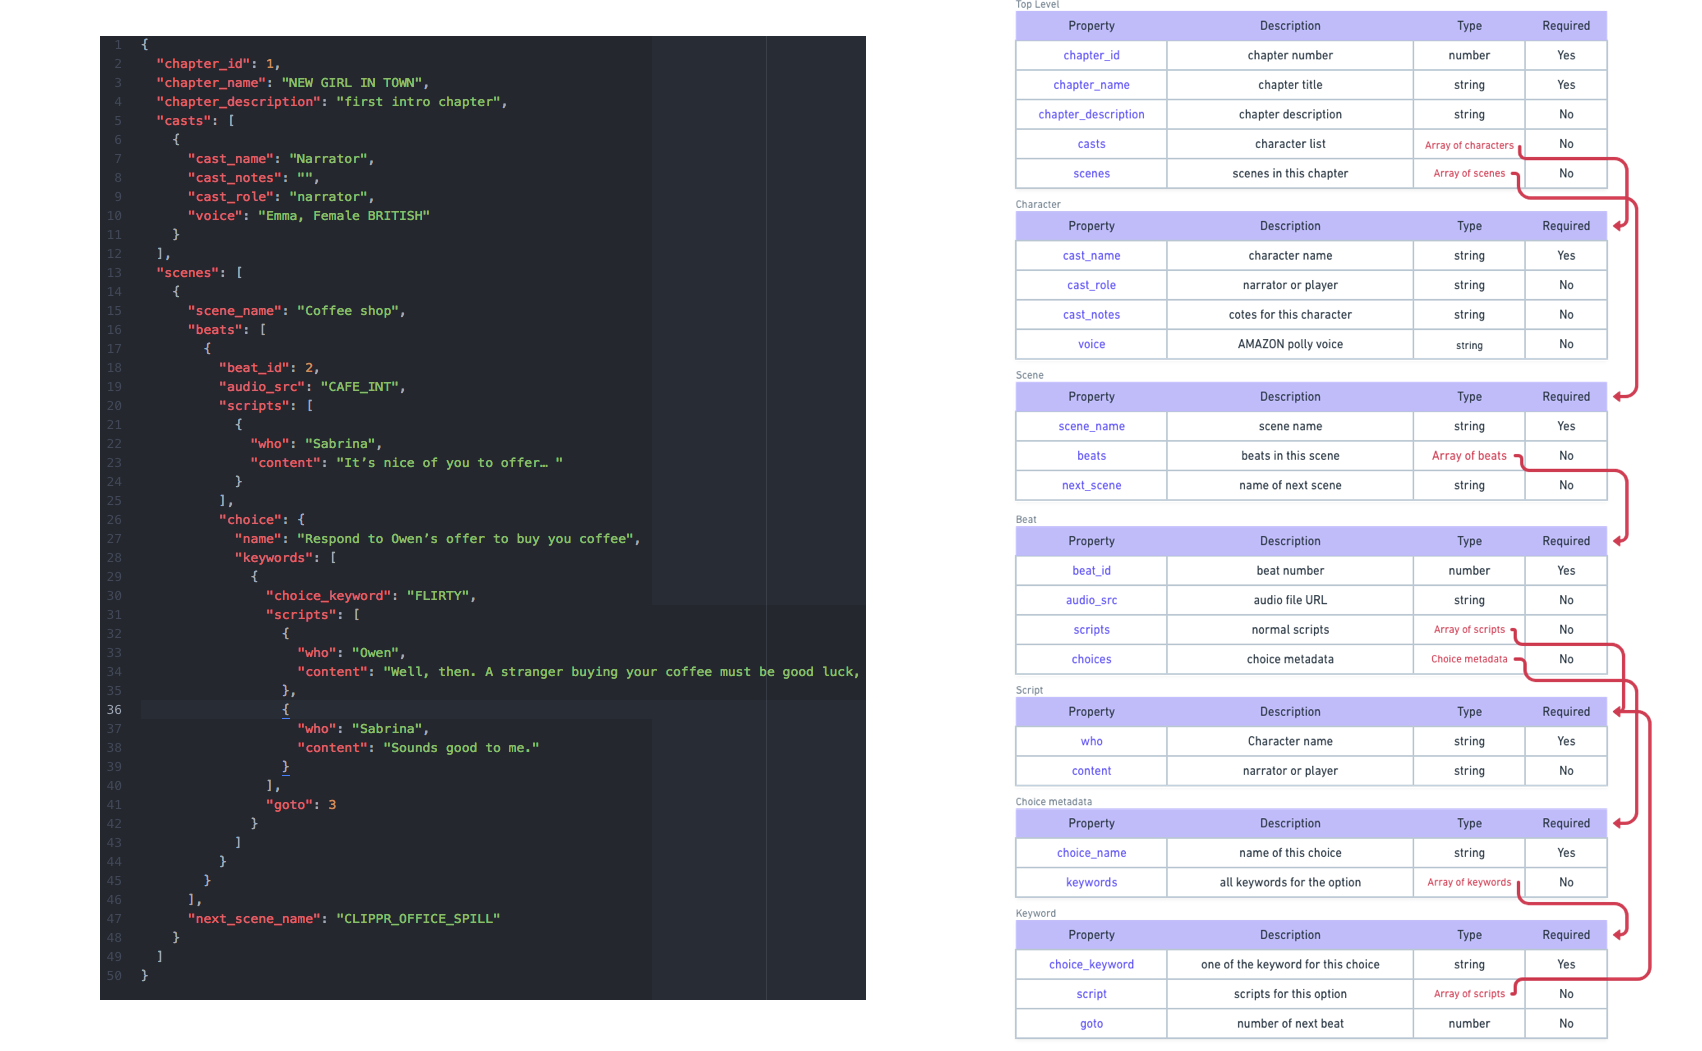 1 {
2 "chapter_id": 1,
3 "chapter_name": "NEW GIRL IN TOWN",
4 "chapter_description": "first intro chapter",
5 "casts": [
6 {
7 "cast_name": "Narrator",
8 "cast_notes": "",
9 "cast_role": "narrator",
10 "voice": "Emma, Female BRITISH"
11 }
12 ],
13 "scenes": [
14 {
15 "scene_name": "Coffee shop",
16 "beats": [
17 {
18 "beat_id": 2,
19 "audio_src": "CAFE_INT",
20 "scripts": [
21 {
22 "who": "Sabrina",
23 "content": "It’s nice of you to offer… "
24 }
25 ],
26 "choice": {
27 "name": "Respond to Owen’s offer to buy you coffee",
28 "keywords": [
29 {
30 "choice_keyword": "FLIRTY",
31 "scripts": [
32 {
33 "who": "Owen",
34 "content": "Well, then. A stranger buying your coffee must be good luck,
35 },
36 {
37 "who": "Sabrina",
38 "content": "Sounds good to me."
39 }
40 ],
41 "goto": 3
42 }
43 ]
44 }
45 }
46 ],
47 "next_scene_name": "CLIPPR_OFFICE_SPILL"
48 }
49 ]
50 }
Top Level
Property Description Type Required
chapter_id chapter number number Yes
chapter_name chapter title string Yes
chapter_description chapter description string No
casts character list Array of characters No
scenes scenes in this chapter Array of scenes No
Character
Property Description Type Required
cast_name character name string Yes
cast_role narrator or player string No
cast_notes cotes for this character string No
voice AMAZON polly voice string No
Scene
Property Description Type Required
scene_name scene name string Yes
beats beats in this scene Array of beats No
next_scene name of next scene string No
Beat
Property Description Type Required
beat_id beat number number Yes
audio_src audio file URL string No
scripts normal scripts Array of scripts No
choices choice metadata Choice metadata No
Script
Property Description Type Required
who Character name string Yes
content narrator or player string No
Choice metadata
Property Description Type Required
choice_name name of this choice string Yes
keywords all keywords for the option Array of keywords No
Keyword
Property Description Type Required
choice_keyword one of the keyword for this choice string Yes
script scripts for this option Array of scripts No
goto number of next beat number No